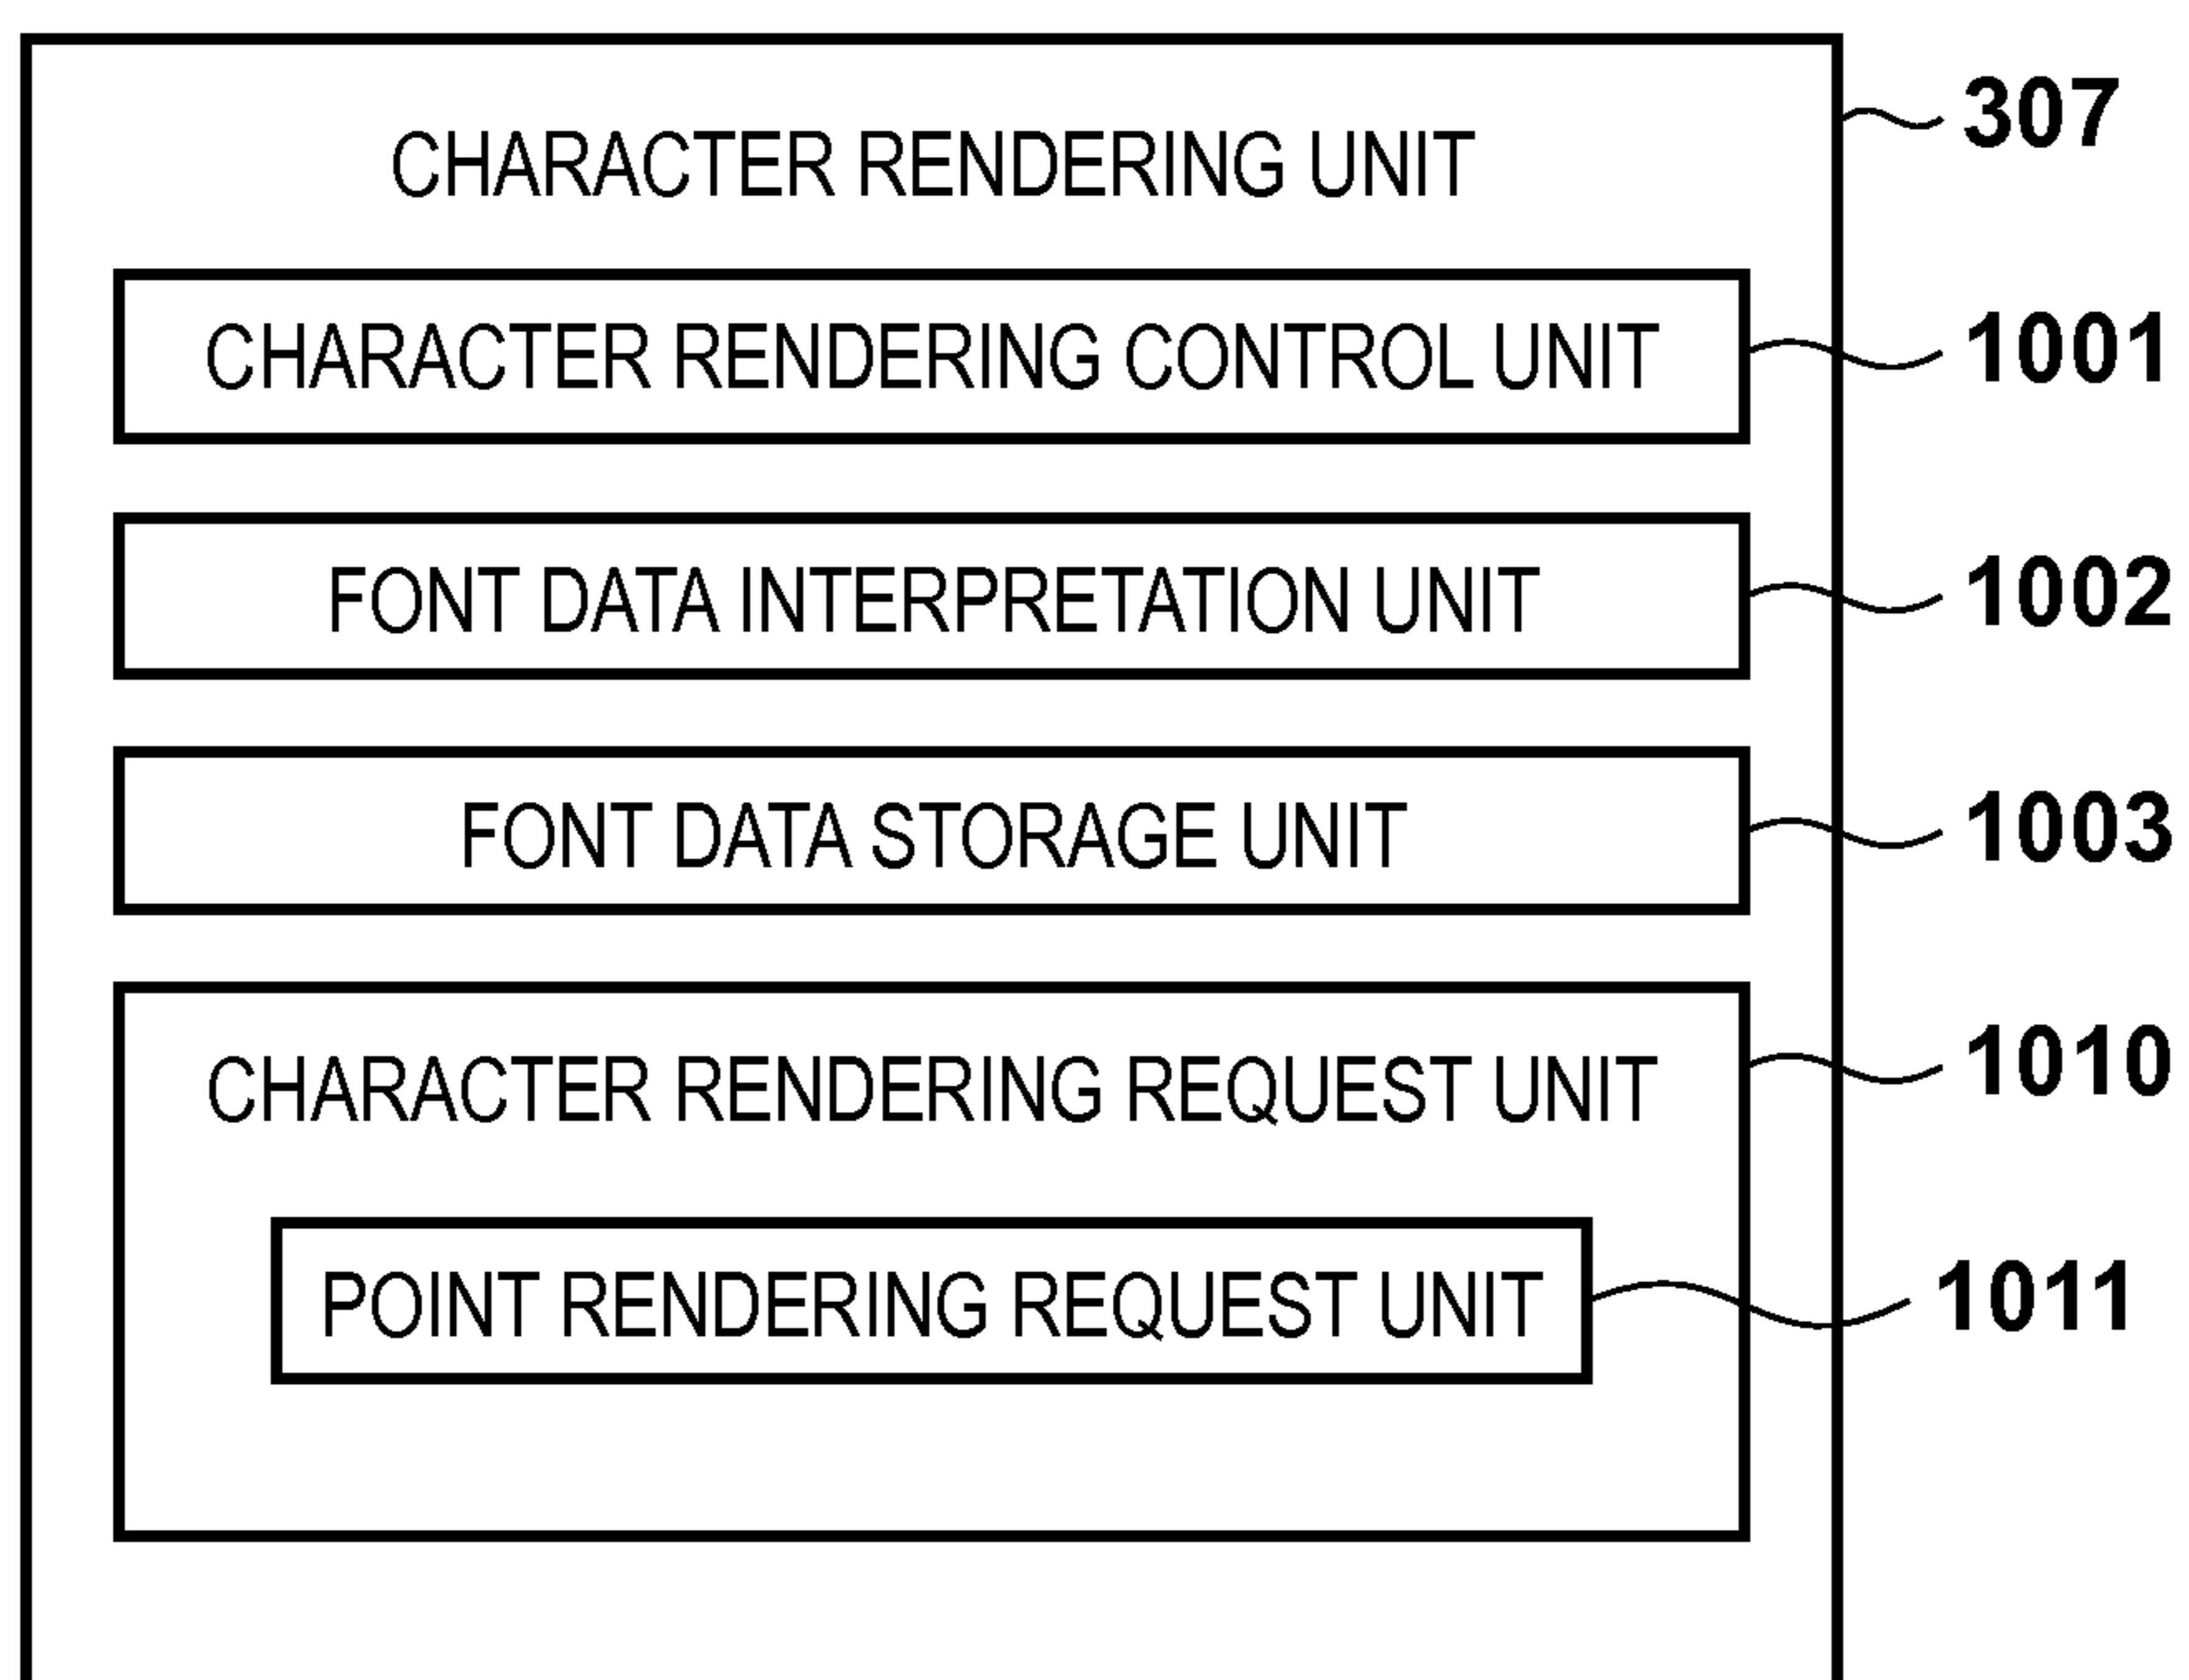 CHARACTER RENDERING UNIT 307
CHARACTER RENDERING CONTROL UNIT 1001
FONT DATA INTERPRETATION UNIT 1002
FONT DATA STORAGE UNIT 1003
CHARACTER RENDERING REQUEST UNIT 1010
POINT RENDERING REQUEST UNIT 1011